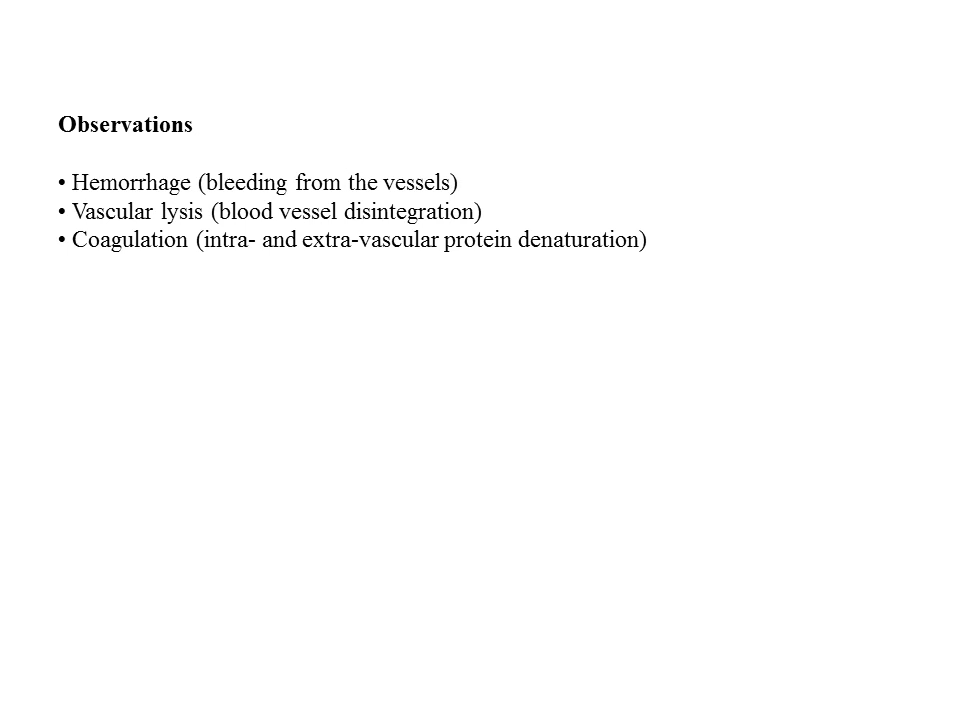 Observations
• Hemorrhage (bleeding from the vessels)
• Vascular lysis (blood vessel disintegration)
• Coagulation (intra- and extra-vascular protein denaturation)